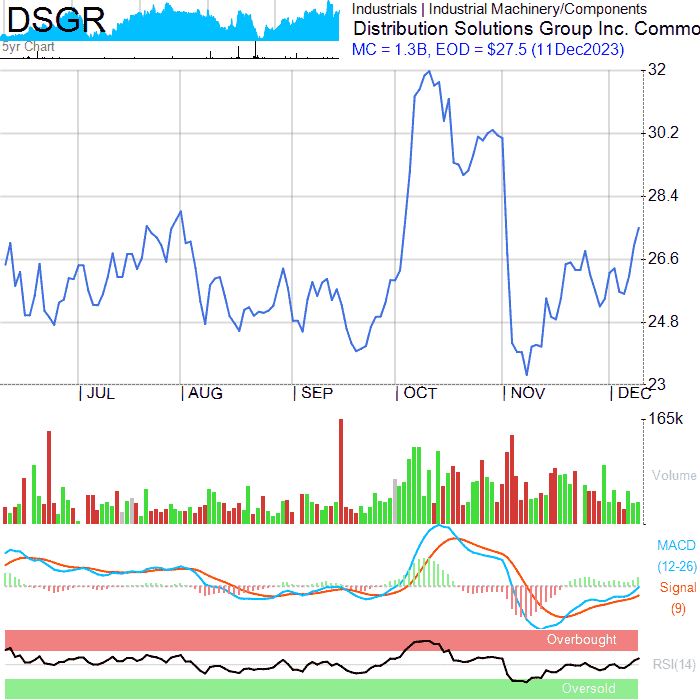 DSGR
5yr Chart
Industrials | Industrial Machinery/Components
Distribution Solutions Group Inc. Commo
MC = 1.3B, EOD = $27.5 (11Dec2023)
32
30.2
28.4
26.6
24.8
23
JUL AUG SEP OCT NOV DEC
165k
Volume
MACD
(12-26)
Signal
(9)
Overbought
RSI(14)
Oversold